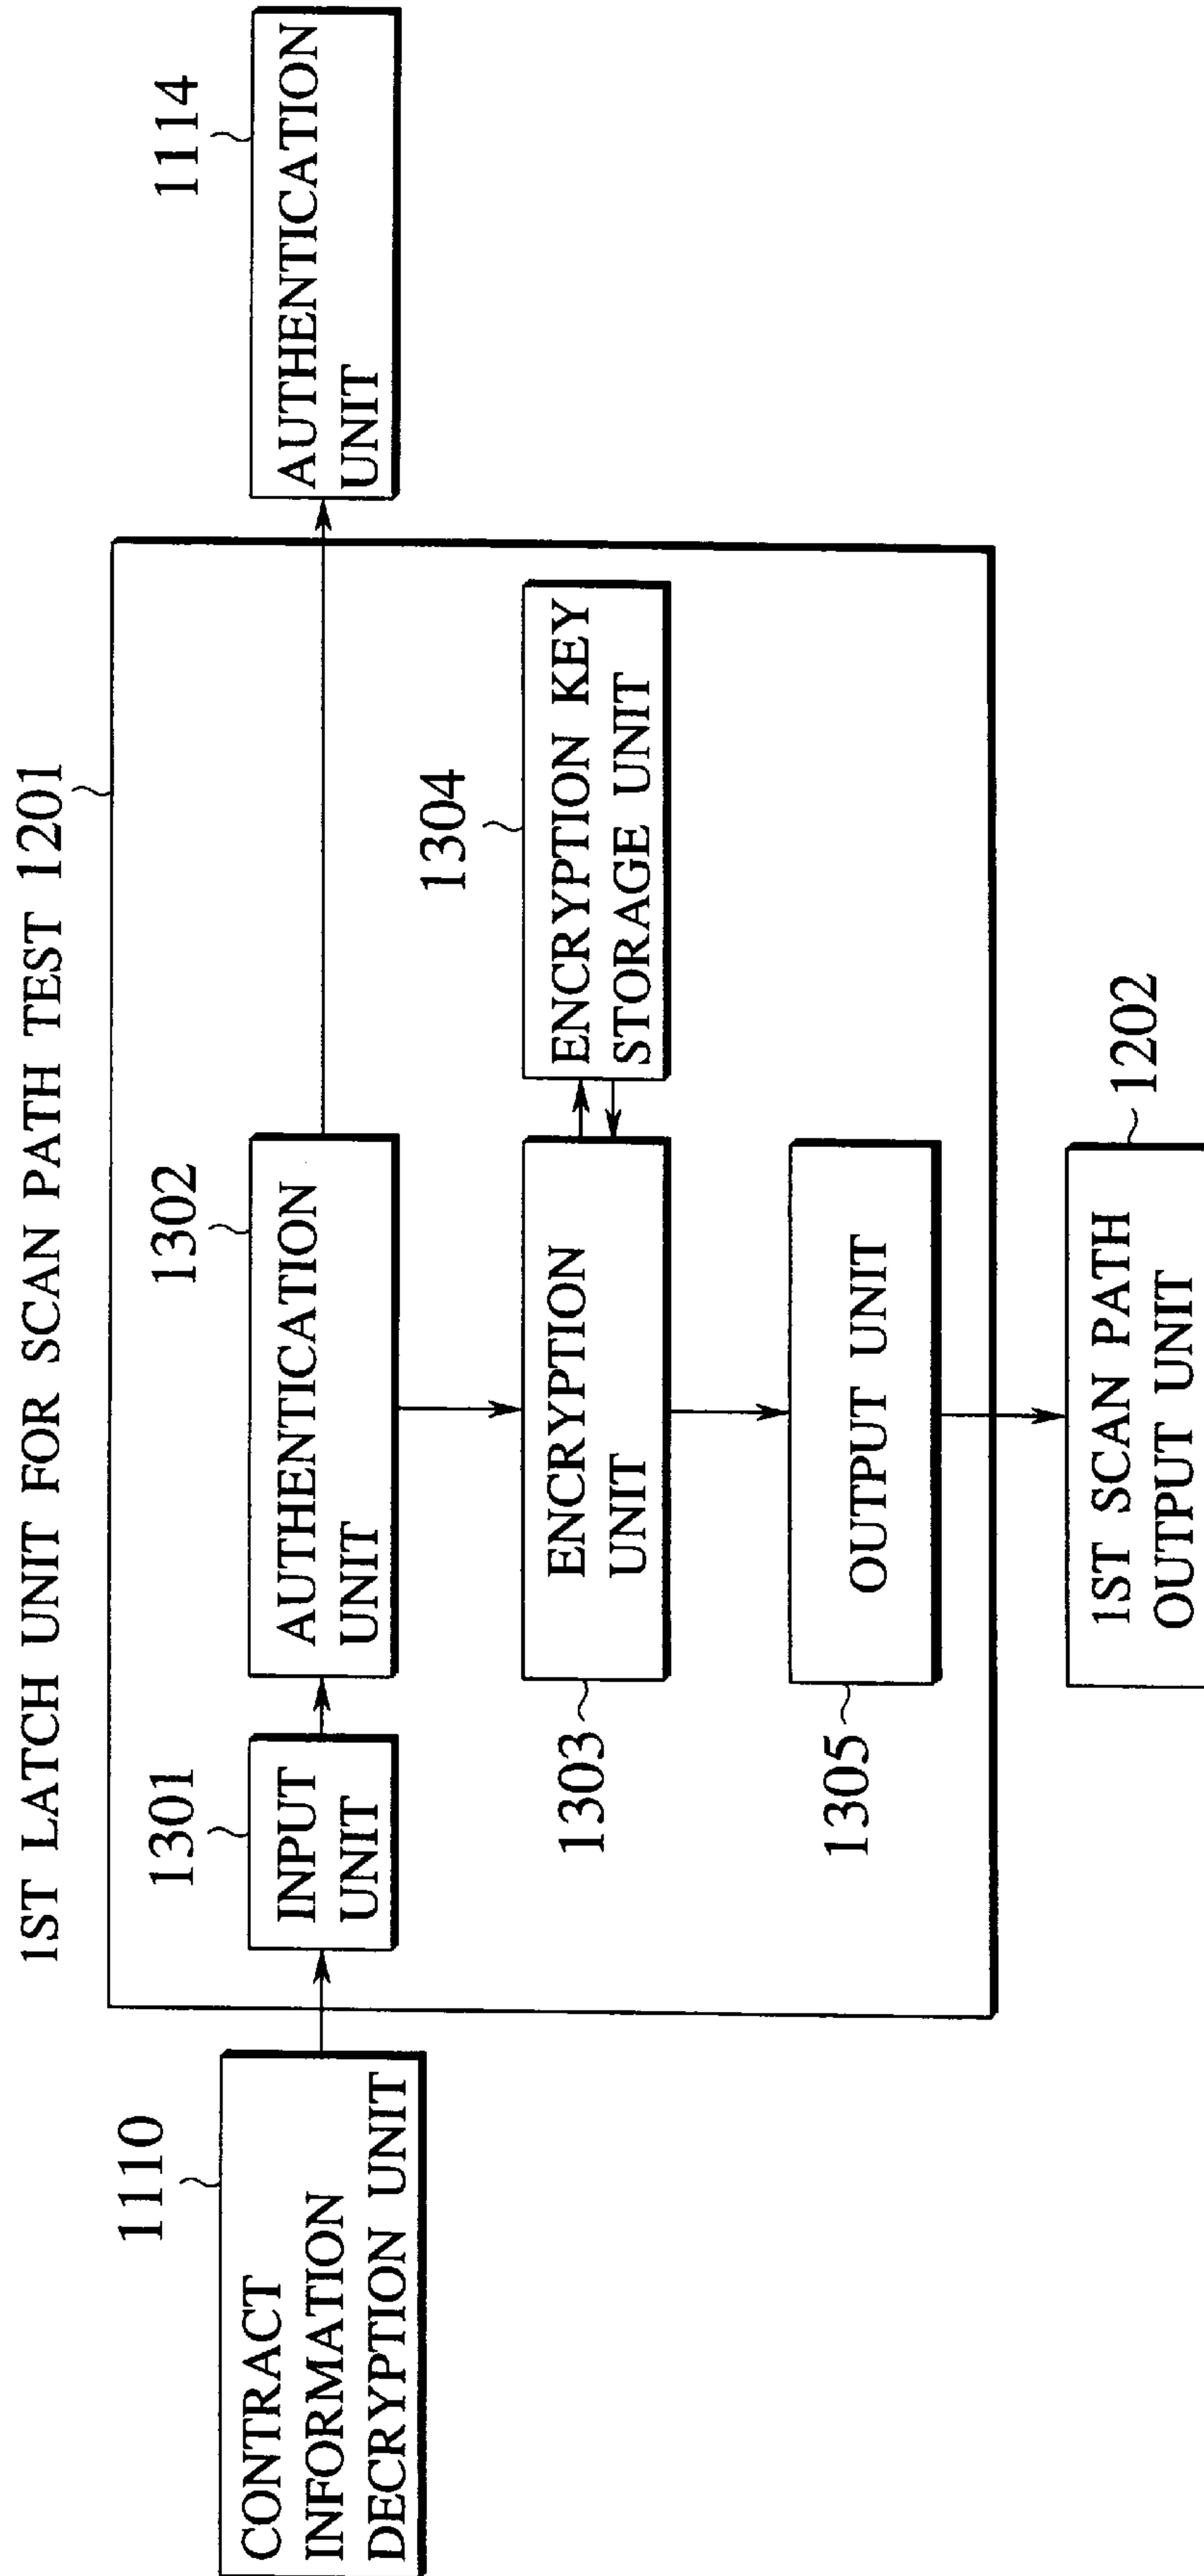 1ST LATCH UNIT FOR SCAN PATH TEST 1201
1110
CONTRACT
INFORMATION
DECRYPTION UNIT
1301
INPUT
UNIT
1302
AUTHENTICATION
UNIT
1114
AUTHENTICATION
UNIT
1303
ENCRYPTION
UNIT
1304
ENCRYPTION KEY
STORAGE UNIT
1305
OUTPUT UNIT
1ST SCAN PATH
OUTPUT UNIT
1202